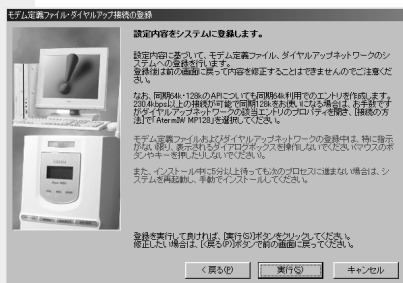 モデム定義ファイル・ダイヤルアップ接続の登録
設定内容をシステムに登録します。
設定内容に基づいて、モデム定義ファイル、ダイヤルアップネットワークのシ
ステムへの登録を行います。
登録後は前の画面に戻って内容を修正することはできませんのでご注意くだ
さい。
なお、同期64k・128kのAPについても同期64k利用でのエントリを作成します。
230.4kbps以上の接続が可能で同期128kをお使いになる場合は、お手数です
がダイヤルアップネットワークの該当エントリのプロパティを開き、[接続の方
法]で「AtermIW MP128」を選択してください。
モデム定義ファイルおよびダイヤルアップネットワークの登録中は、特に指示
がない限り、表示されるダイアログボックスを操作しないでください(マウスのボ
タンやキーを押したりしないでください)。
また、インストール中に5分以上待っても次のプロセスに進まない場合は、シ
ステムを再起動し、手動でインストールしてください。
登録を実行して良ければ、[実行(S)]ボタンをクリックしてください。
修正したい場合は、[戻る(P)]ボタンで前の画面に戻ってください。
< 戻る(P)
実行(S)
キャンセル